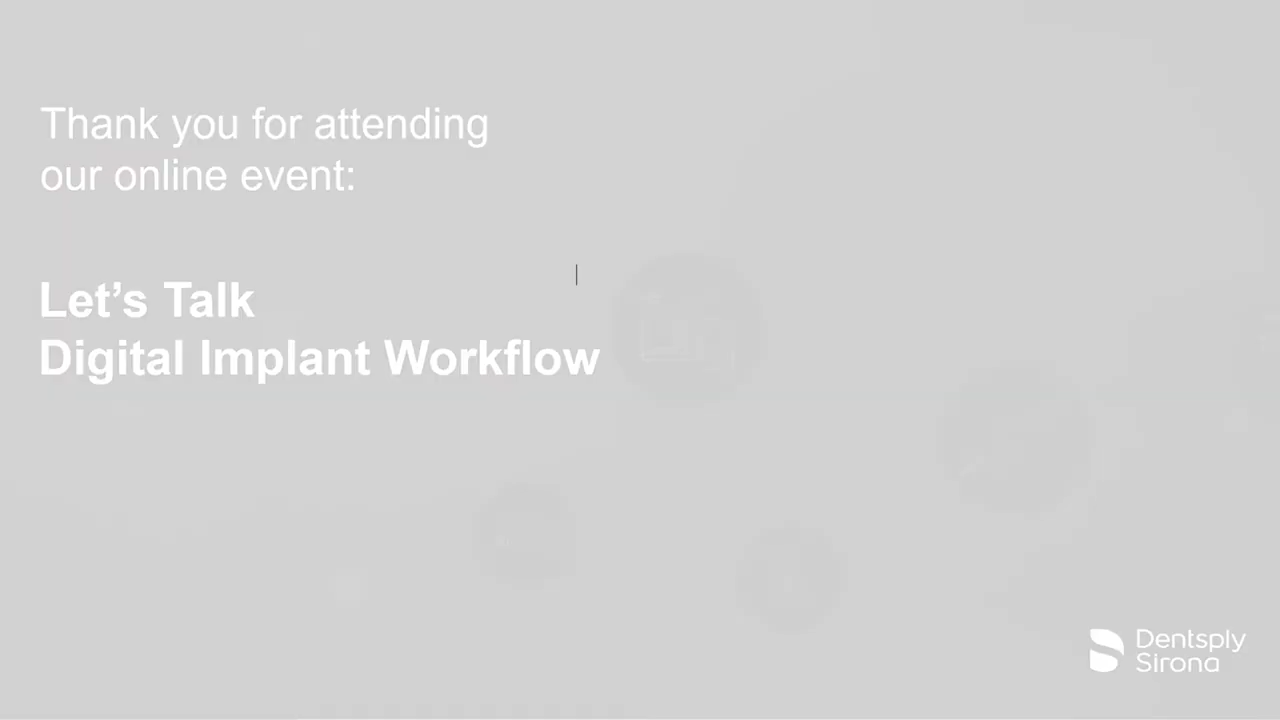 Thank you for attending
our online event:
Let’s Talk
Digital Implant Workflow
Dentsply
Sirona